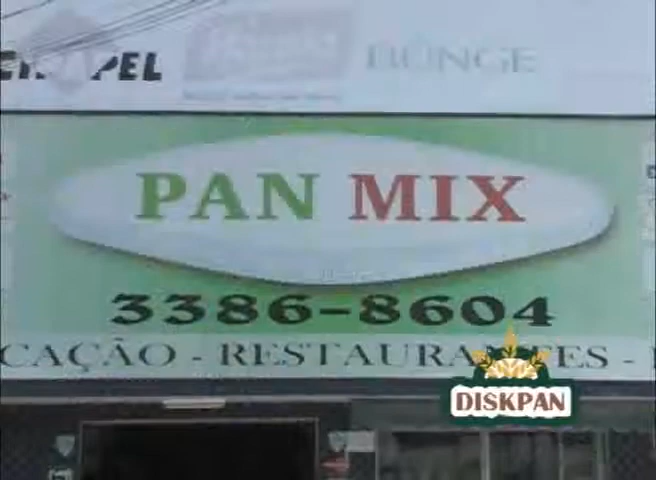 PEL
BUNGE
PAN MIX
3386-8604
CAÇÃO - RESTAURANTES -
DISKPAN